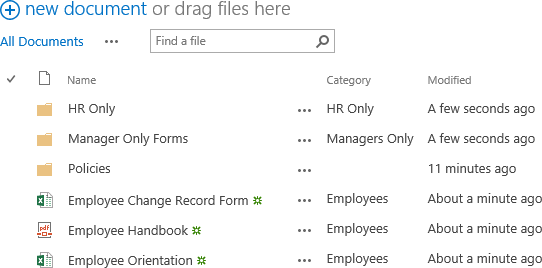 new document or drag files here
All Documents ... Find a file
Name Category Modified
HR Only ... HR Only A few seconds ago
Manager Only Forms ... Managers Only A few seconds ago
Policies ... 11 minutes ago
Employee Change Record Form ... Employees About a minute ago
pdf Employee Handbook ... Employees About a minute ago
Employee Orientation ... Employees About a minute ago